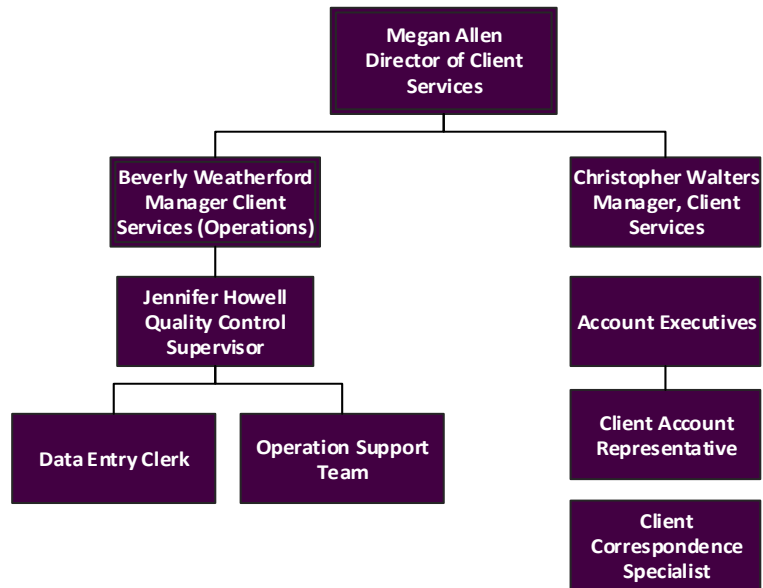 Megan Allen
Director of Client
Services
Beverly Weatherford
Manager Client
Services (Operations)
Christopher Walters
Manager, Client
Services
Jennifer Howell
Quality Control
Supervisor
Account Executives
Data Entry Clerk
Operation Support
Team
Client Account
Representative
Client
Correspondence
Specialist